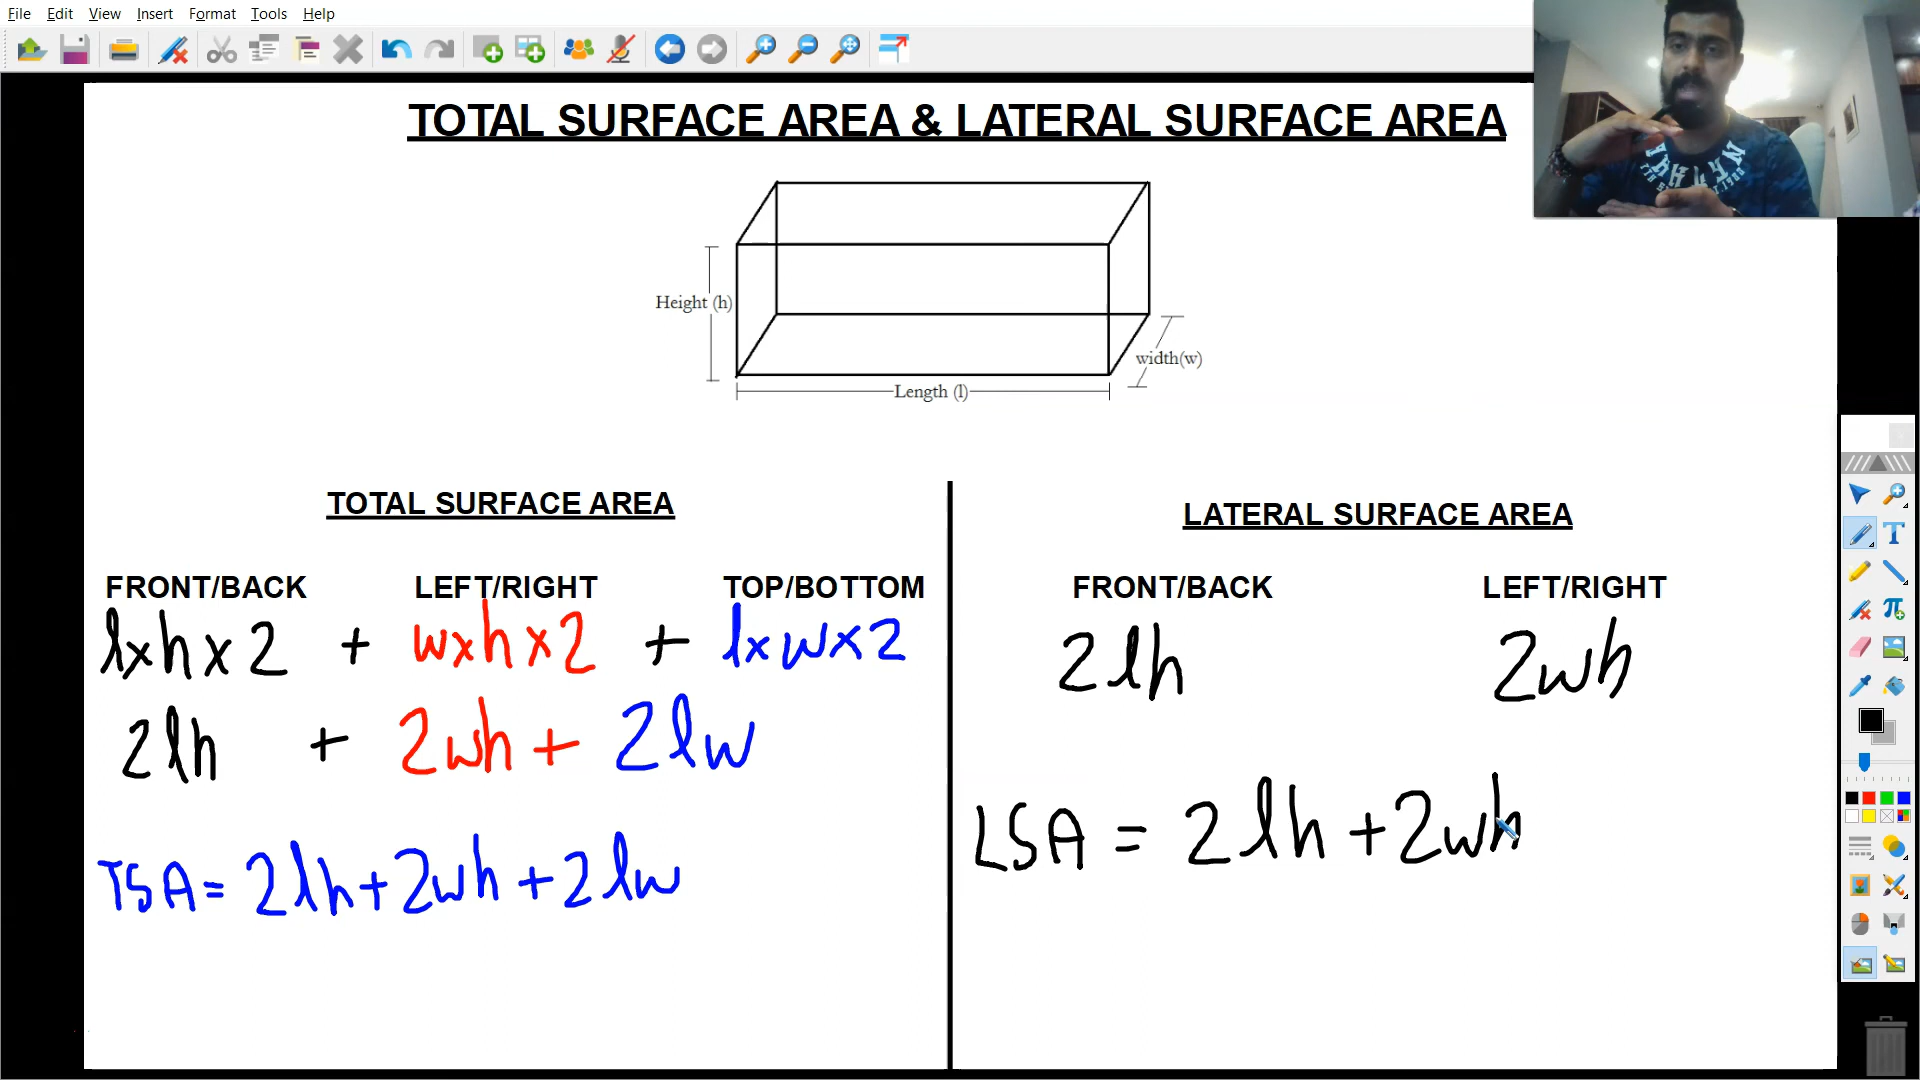 File Edit View Insert Format Tools Help
TOTAL SURFACE AREA & LATERAL SURFACE AREA
Height (h)
width(w)
Length (l)
TOTAL SURFACE AREA
FRONT/BACK LEFT/RIGHT TOP/BOTTOM
l×h×2 + w×h×2 + l×w×2
2lh + 2wh + 2lw
TSA = 2lh+2wh+2lw
LATERAL SURFACE AREA
FRONT/BACK LEFT/RIGHT
2lh 2wh
LSA = 2lh+2wh